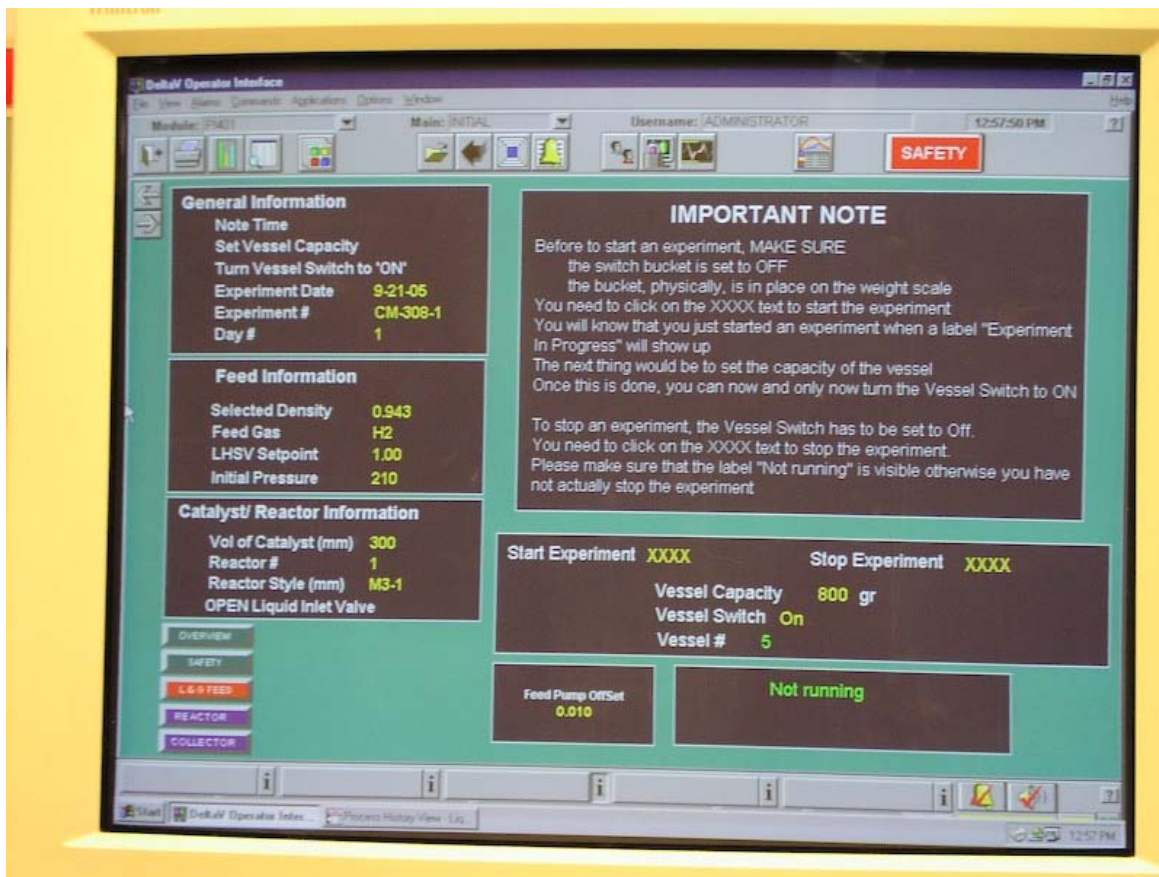 Trinitron
DeltaV Operator Interface
File View Alarms Commands Applications Options Window Help
Module: PM01 Main: INITIAL Username: ADMINISTRATOR 12:57:50 PM ?
SAFETY
General Information
Note Time
Set Vessel Capacity
Turn Vessel Switch to "ON"
Experiment Date 9-21-05
Experiment # CM-308-1
Day # 1
Feed Information
Selected Density 0.943
Feed Gas H2
LHSV Setpoint 1.00
Initial Pressure 210
Catalyst/ Reactor Information
Vol of Catalyst (mm) 300
Reactor # 1
Reactor Style (mm) M3-1
OPEN Liquid Inlet Valve
OVERVIEW
SAFETY
L & G FEED
REACTOR
COLLECTOR
IMPORTANT NOTE
Before to start an experiment, MAKE SURE
the switch bucket is set to OFF
the bucket, physically, is in place on the weight scale
You need to click on the XXXX text to start the experiment
You will know that you just started an experiment when a label "Experiment
In Progress" will show up
The next thing would be to set the capacity of the vessel
Once this is done, you can now and only now turn the Vessel Switch to ON
To stop an experiment, the Vessel Switch has to be set to Off.
You need to click on the XXXX text to stop the experiment.
Please make sure that the label "Not running" is visible otherwise you have
not actually stop the experiment
Start Experiment XXXX Stop Experiment XXXX
Vessel Capacity 800 gr
Vessel Switch On
Vessel # 5
Feed Pump OffSet
0.010
Not running
i i i i i ?
Start DeltaV Operator Inter... Process History View - Liq... 12:57 PM